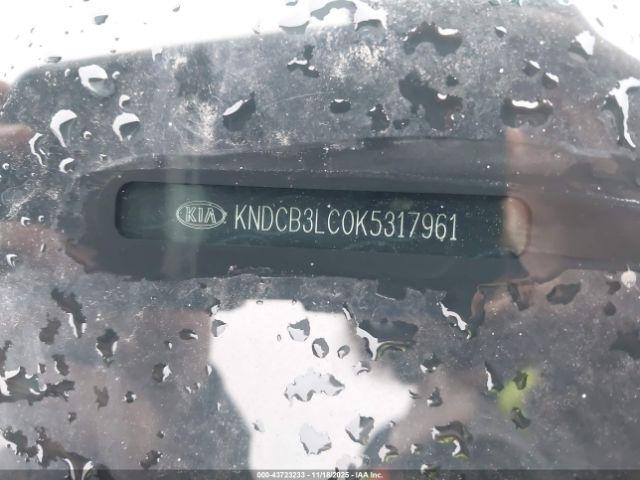 KIA KNDCB3LC0K5317961
000-43723233 — 11/18/2025 — IAA Inc.